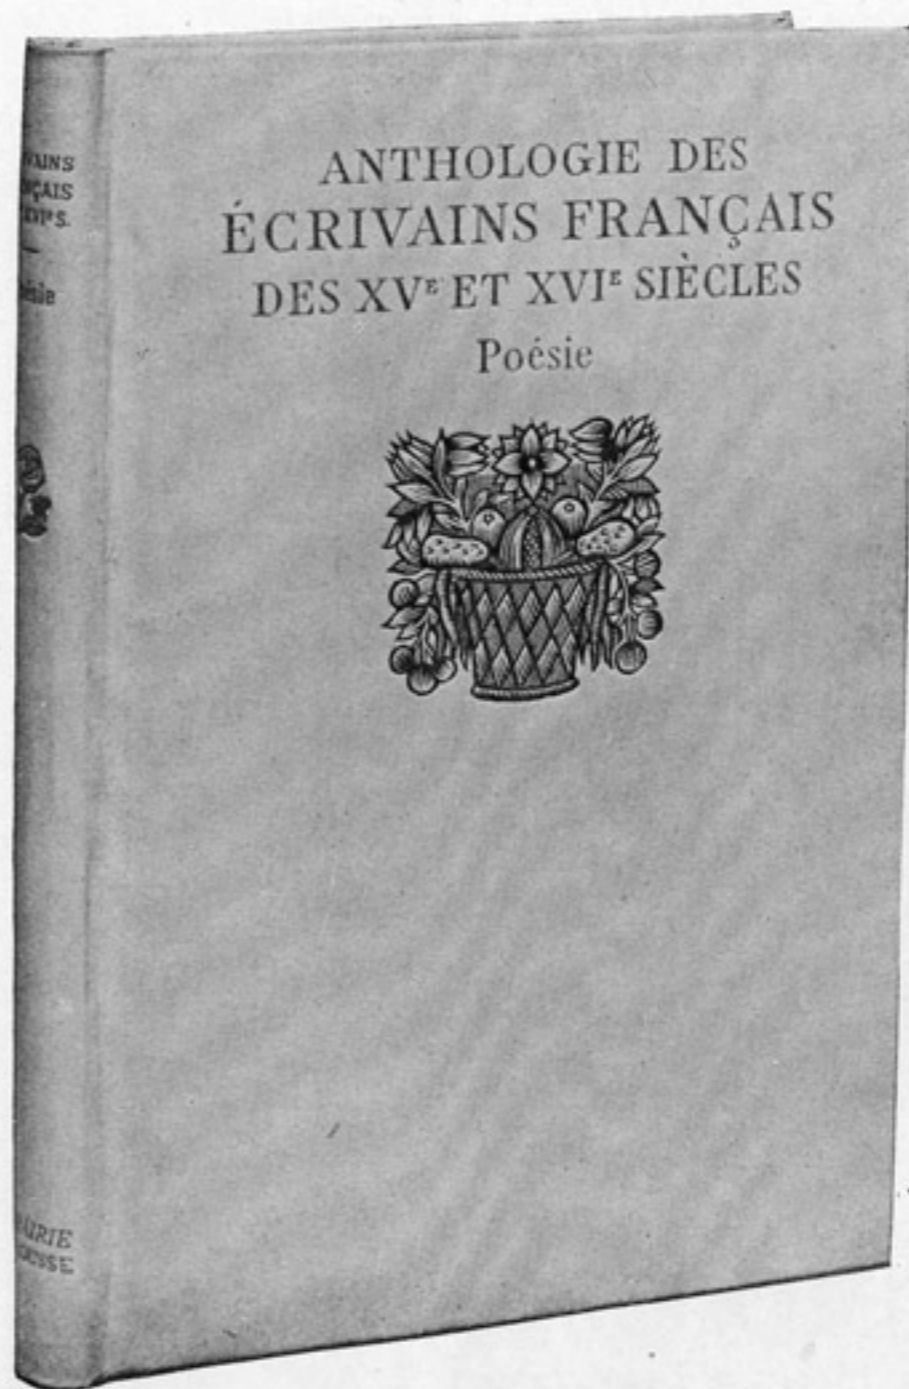 ANTHOLOGIE DES
ÉCRIVAINS FRANÇAIS
DES XVᴱ ET XVIᴱ SIÈCLES
Poésie